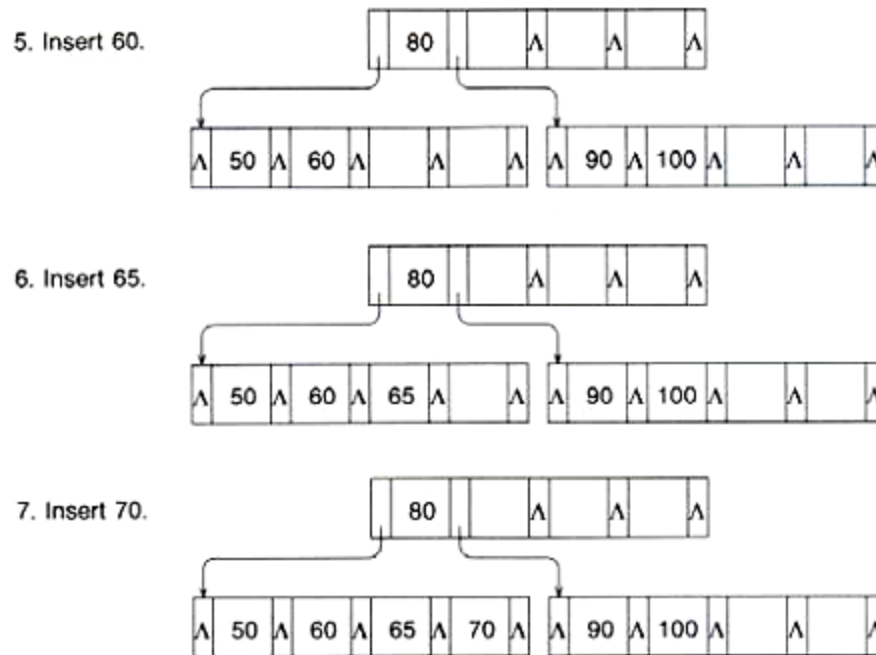 5. Insert 60.
80 Λ Λ Λ
Λ 50 Λ 60 Λ Λ Λ Λ 90 Λ 100 Λ Λ Λ
6. Insert 65.
80 Λ Λ Λ
Λ 50 Λ 60 Λ 65 Λ Λ Λ 90 Λ 100 Λ Λ Λ
7. Insert 70.
80 Λ Λ Λ
Λ 50 Λ 60 Λ 65 Λ 70 Λ Λ 90 Λ 100 Λ Λ Λ